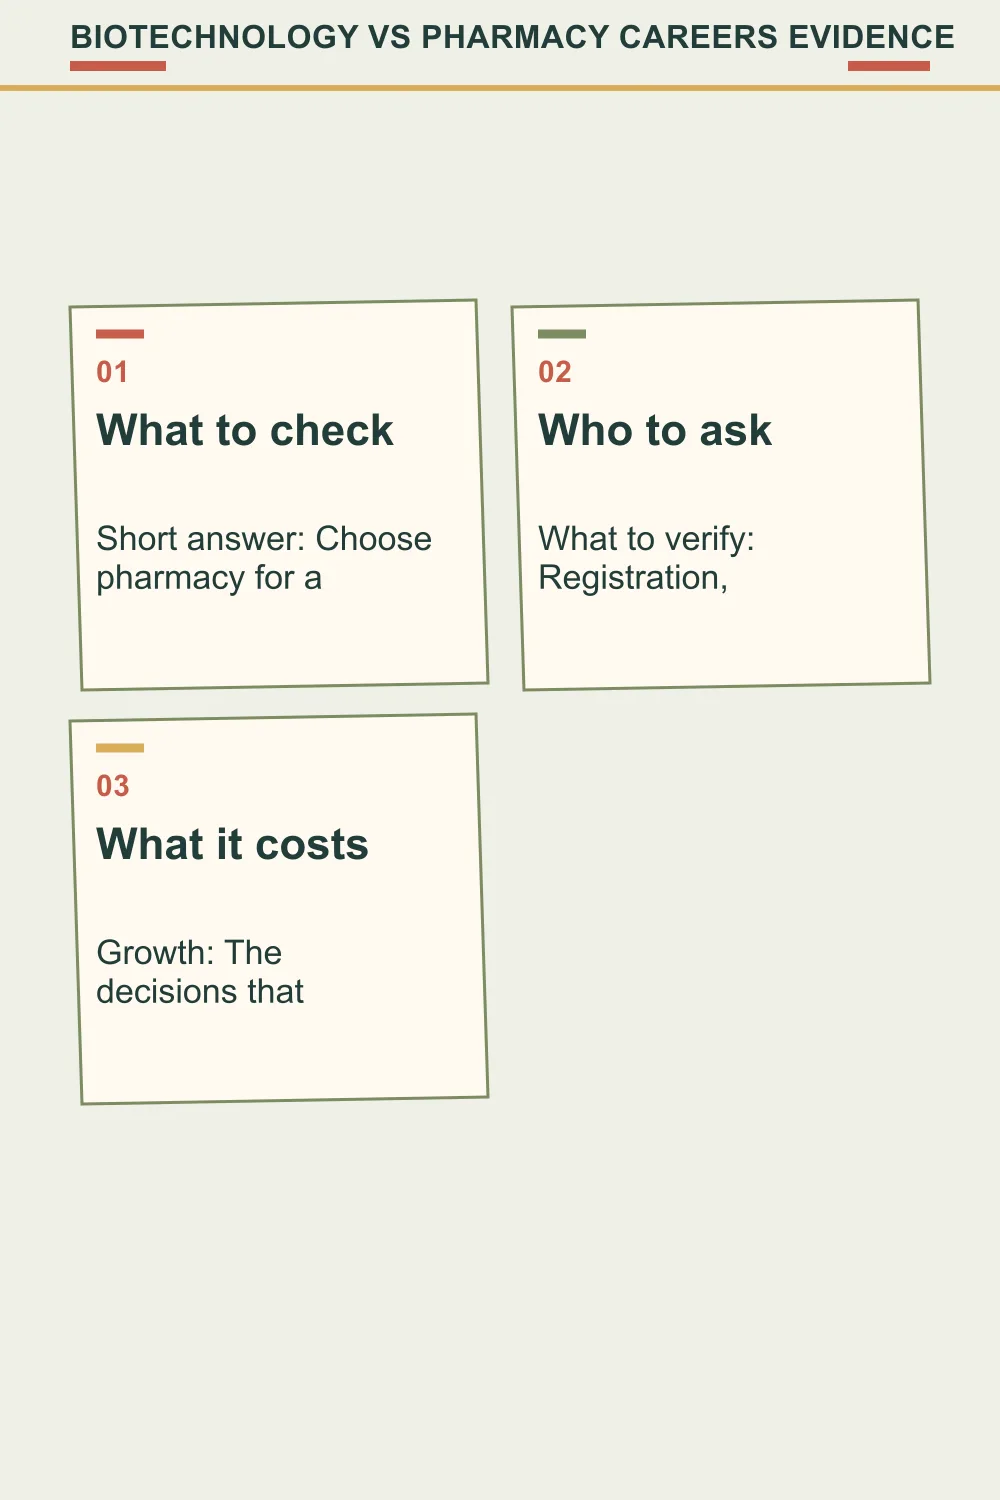 BIOTECHNOLOGY VS PHARMACY CAREERS EVIDENCE
01
What to check
Short answer: Choose
pharmacy for a
02
Who to ask
What to verify:
Registration,
03
What it costs
Growth: The
decisions that